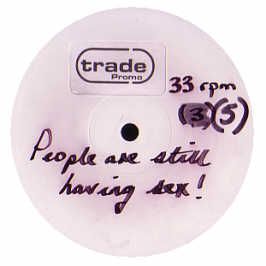 trade
Promo
33 rpm
(3)(5)
People are still
having sex!